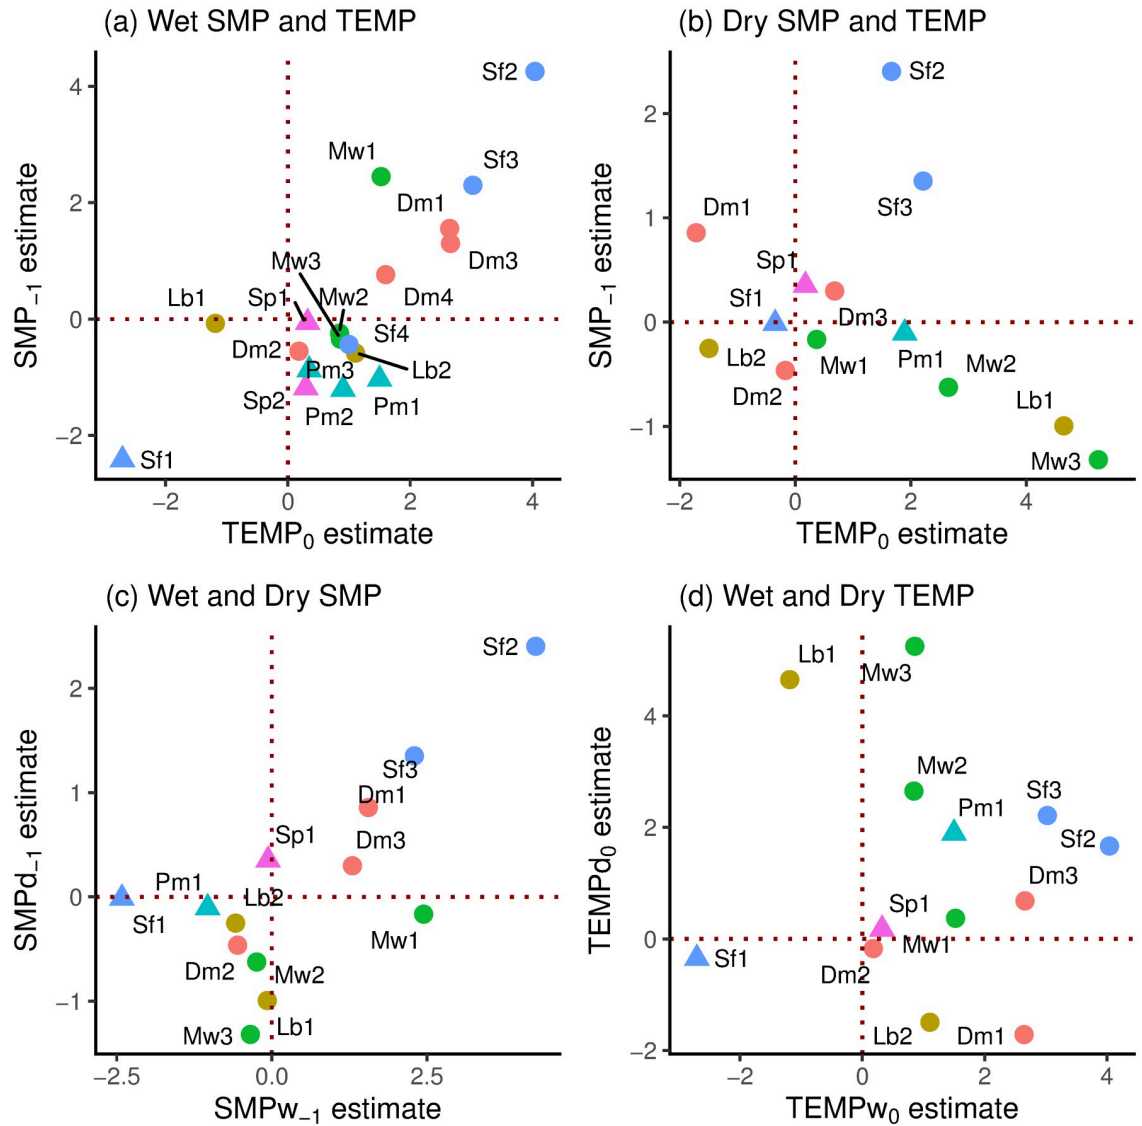 (a) Wet SMP and TEMP
SMP₋₁ estimate
4
2
0
−2
Sf2
Mw1
Sf3
Dm1
Dm3
Mw3
Dm4
Lb1
Sp1
Mw2
Sf4
Dm2
Pm3
Lb2
Sp2
Pm2
Pm1
Sf1
−2
0
2
4
TEMP₀ estimate
(b) Dry SMP and TEMP
SMP₋₁ estimate
2
1
0
−1
Sf2
Dm1
Sf3
Sp1
Sf1
Dm3
Lb2
Mw1
Pm1
Mw2
Dm2
Lb1
Mw3
−2
0
2
4
TEMP₀ estimate
(c) Wet and Dry SMP
SMPd₋₁ estimate
2
1
0
−1
Sf2
Sf3
Dm1
Sp1
Dm3
Pm1
Lb2
Sf1
Mw1
Dm2
Mw2
Lb1
Mw3
−2.5
0.0
2.5
SMPw₋₁ estimate
(d) Wet and Dry TEMP
TEMPd₀ estimate
4
2
0
−2
Lb1
Mw3
Mw2
Sf3
Pm1
Sf2
Dm3
Sp1
Mw1
Sf1
Dm2
Lb2
Dm1
−2
0
2
4
TEMPw₀ estimate